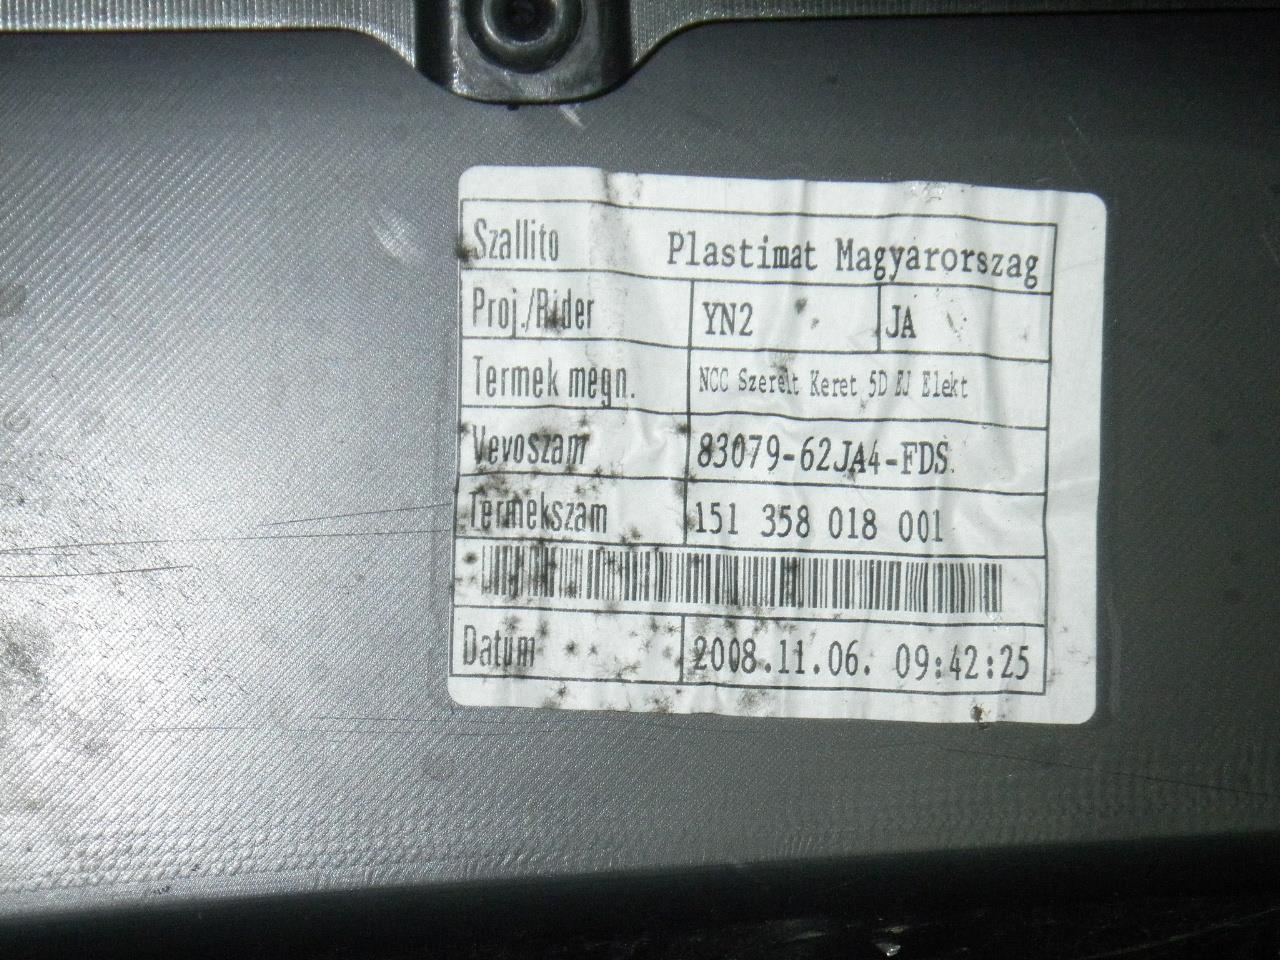 Szallito Plastimat Magyarorszag
Proj./Rider YN2 JA
Termek megn. NCC Szerelt Keret 5D EJ Elekt
Vevoszam 83079-62JA4-FDS
Termekszam 151 358 018 001
Datum 2008.11.06. 09:42:25